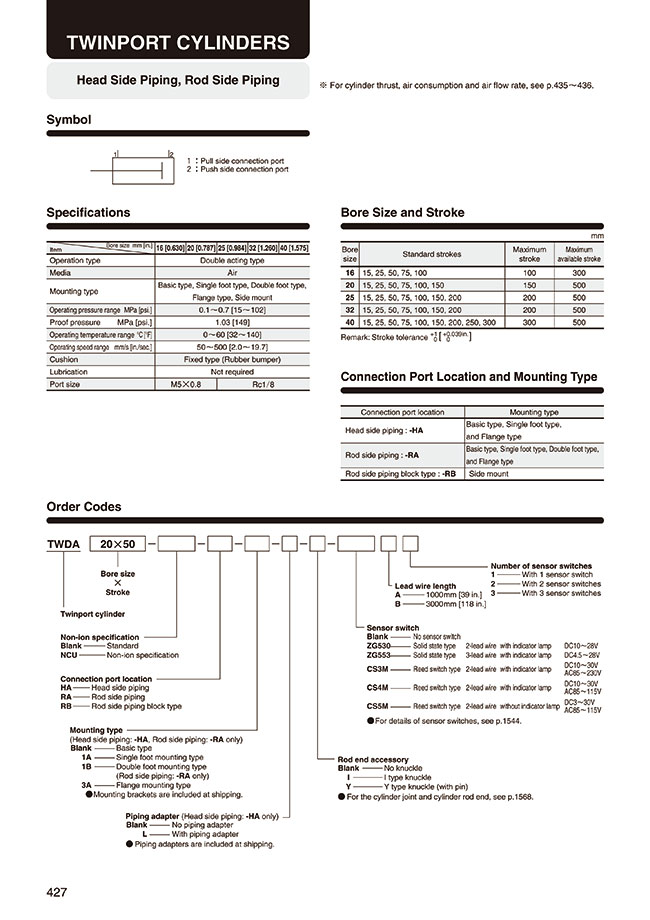 TWINPORT CYLINDERS
Head Side Piping, Rod Side Piping
※ For cylinder thrust, air consumption and air flow rate, see p.435～436.
Symbol
1 2
1 : Pull side connection port
2 : Push side connection port
Specifications
Item Bore size mm [in.] 16 [0.630] 20 [0.787] 25 [0.984] 32 [1.260] 40 [1.575]
Operation type Double acting type
Media Air
Mounting type Basic type, Single foot type, Double foot type,
Flange type, Side mount
Operating pressure range MPa [psi.] 0.1～0.7 [15～102]
Proof pressure MPa [psi.] 1.03 [149]
Operating temperature range °C [°F] 0～60 [32～140]
Operating speed range mm/s [in./sec.] 50～500 [2.0～19.7]
Cushion Fixed type (Rubber bumper)
Lubrication Not required
Port size M5×0.8 Rc1/8
Bore Size and Stroke
mm
Bore size Standard strokes Maximum stroke Maximum available stroke
16 15, 25, 50, 75, 100 100 300
20 15, 25, 50, 75, 100, 150 150 500
25 15, 25, 50, 75, 100, 150, 200 200 500
32 15, 25, 50, 75, 100, 150, 200 200 500
40 15, 25, 50, 75, 100, 150, 200, 250, 300 300 500
Remark: Stroke tolerance +1 0 [+0.039in. 0]
Connection Port Location and Mounting Type
Connection port location Mounting type
Head side piping : -HA Basic type, Single foot type,
and Flange type
Rod side piping : -RA Basic type, Single foot type, Double foot type,
and Flange type
Rod side piping block type : -RB Side mount
Order Codes
TWDA 20×50
Bore size
×
Stroke
Twinport cylinder
Non-ion specification
Blank Standard
NCU Non-ion specification
Connection port location
HA Head side piping
RA Rod side piping
RB Rod side piping block type
Mounting type
(Head side piping: -HA, Rod side piping: -RA only)
Blank Basic type
1A Single foot mounting type
1B Double foot mounting type
(Rod side piping: -RA only)
3A Flange mounting type
●Mounting brackets are included at shipping.
Piping adapter (Head side piping: -HA only)
Blank No piping adapter
L With piping adapter
● Piping adapters are included at shipping.
Number of sensor switches
1 With 1 sensor switch
2 With 2 sensor switches
3 With 3 sensor switches
Lead wire length
A 1000mm [39 in.]
B 3000mm [118 in.]
Sensor switch
Blank No sensor switch
ZG530 Solid state type 2-lead wire with indicator lamp DC10～28V
ZG553 Solid state type 3-lead wire with indicator lamp DC4.5～28V
CS3M Reed switch type 2-lead wire with indicator lamp DC10～30V AC85～230V
CS4M Reed switch type 2-lead wire with indicator lamp DC10～30V AC85～115V
CS5M Reed switch type 2-lead wire without indicator lamp DC3～30V AC85～115V
●For details of sensor switches, see p.1544.
Rod end accessory
Blank No knuckle
I I type knuckle
Y Y type knuckle (with pin)
● For the cylinder joint and cylinder rod end, see p.1568.
427